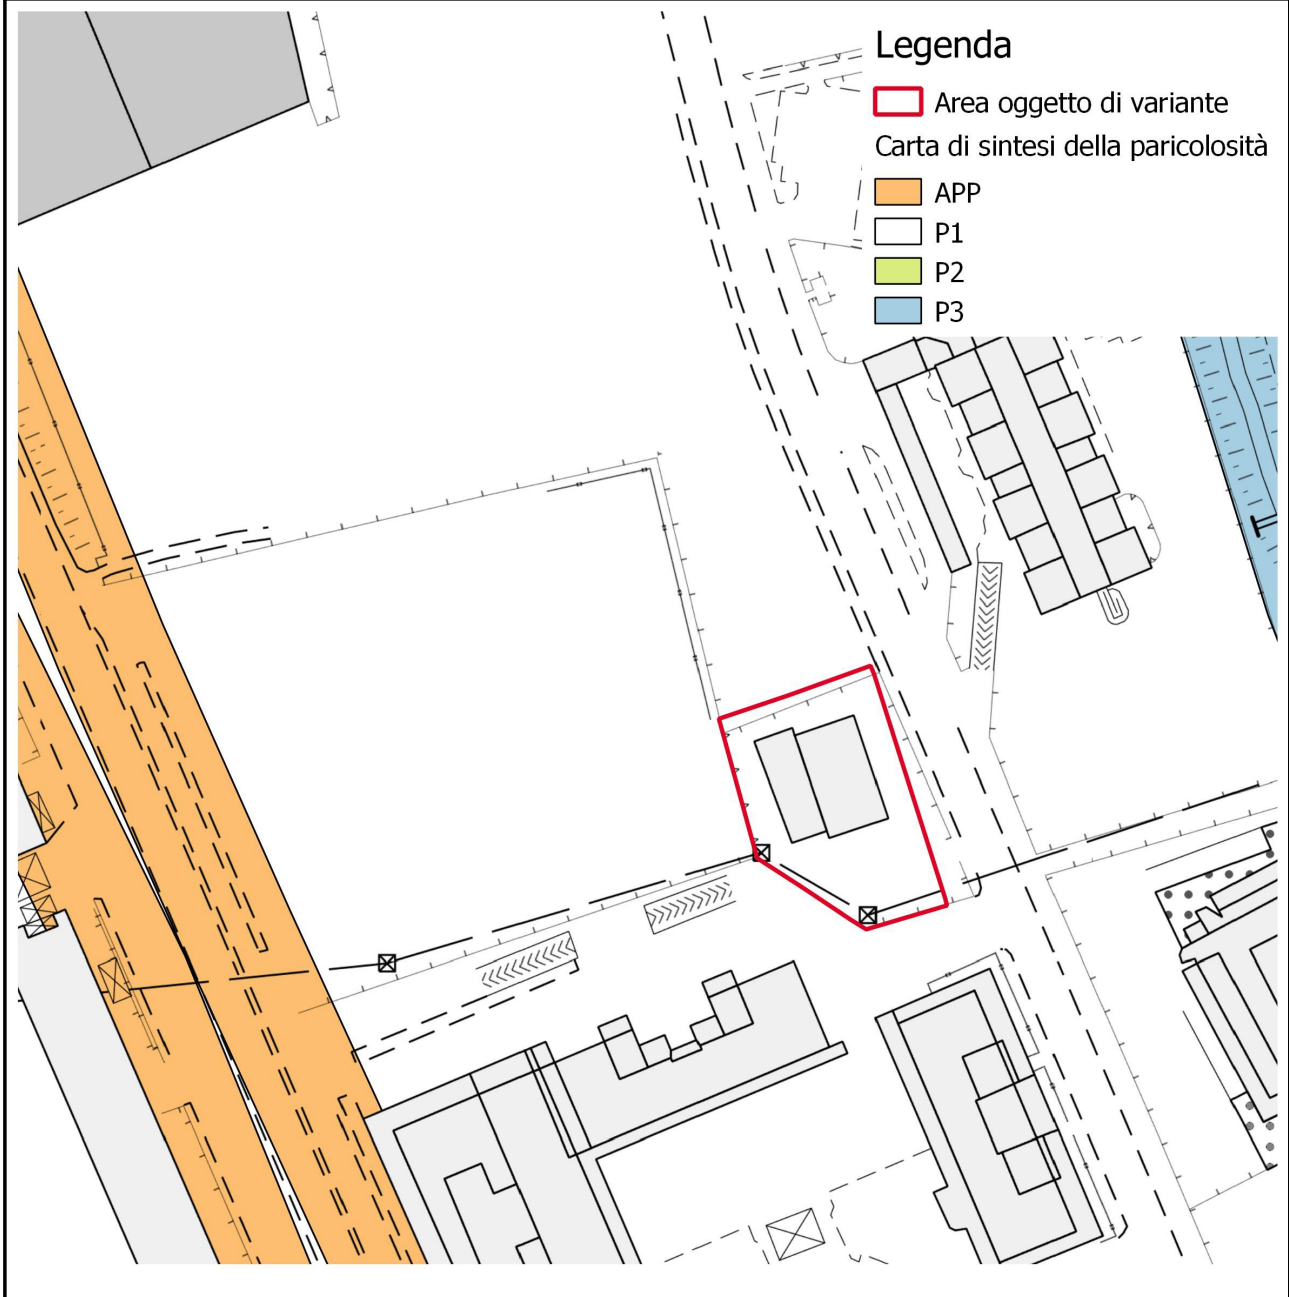 Legenda
Area oggetto di variante
Carta di sintesi della paricolosità
APP
P1
P2
P3